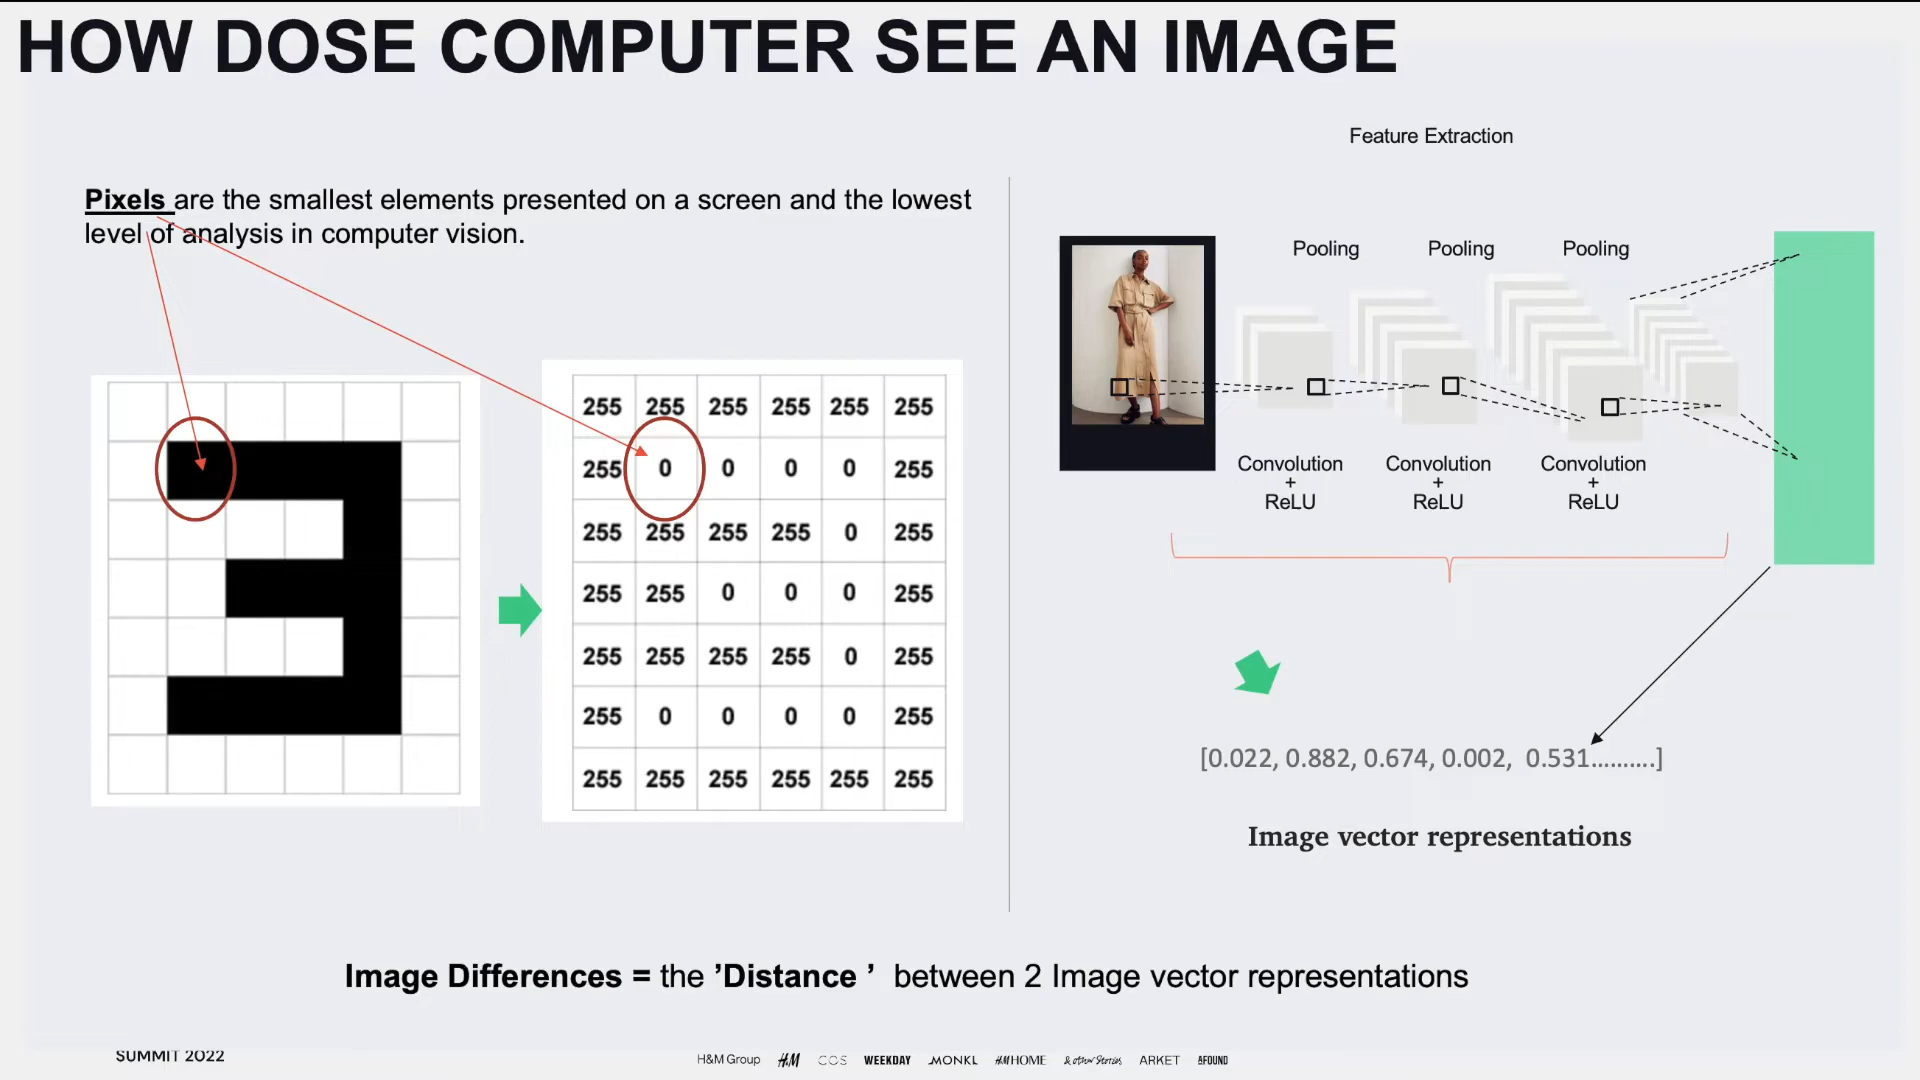 HOW DOSE COMPUTER SEE AN IMAGE
Pixels are the smallest elements presented on a screen and the lowest
level of analysis in computer vision.
255 255 255 255 255 255
255 0 0 0 0 255
255 255 255 255 0 255
255 255 0 0 0 255
255 255 255 255 0 255
255 0 0 0 0 255
255 255 255 255 255 255
Feature Extraction
Pooling Pooling Pooling
Convolution Convolution Convolution
+ + +
ReLU ReLU ReLU
[0.022, 0.882, 0.674, 0.002,  0.531..........]
Image vector representations
Image Differences = the ’Distance ’  between 2 Image vector representations
SUMMIT 2022
H&M Group H&M COS WEEKDAY MONKI H&M HOME & other Stories ARKET AFOUND